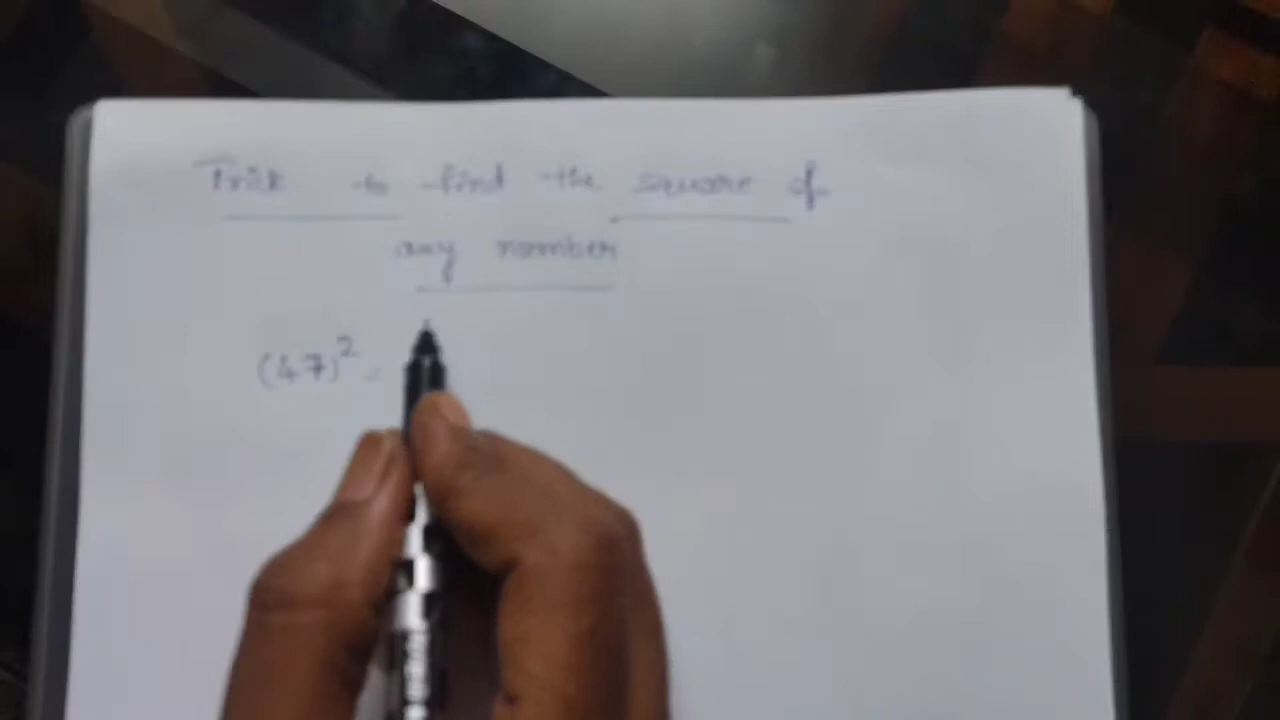 Trick to find the square of
any number
(47)² =